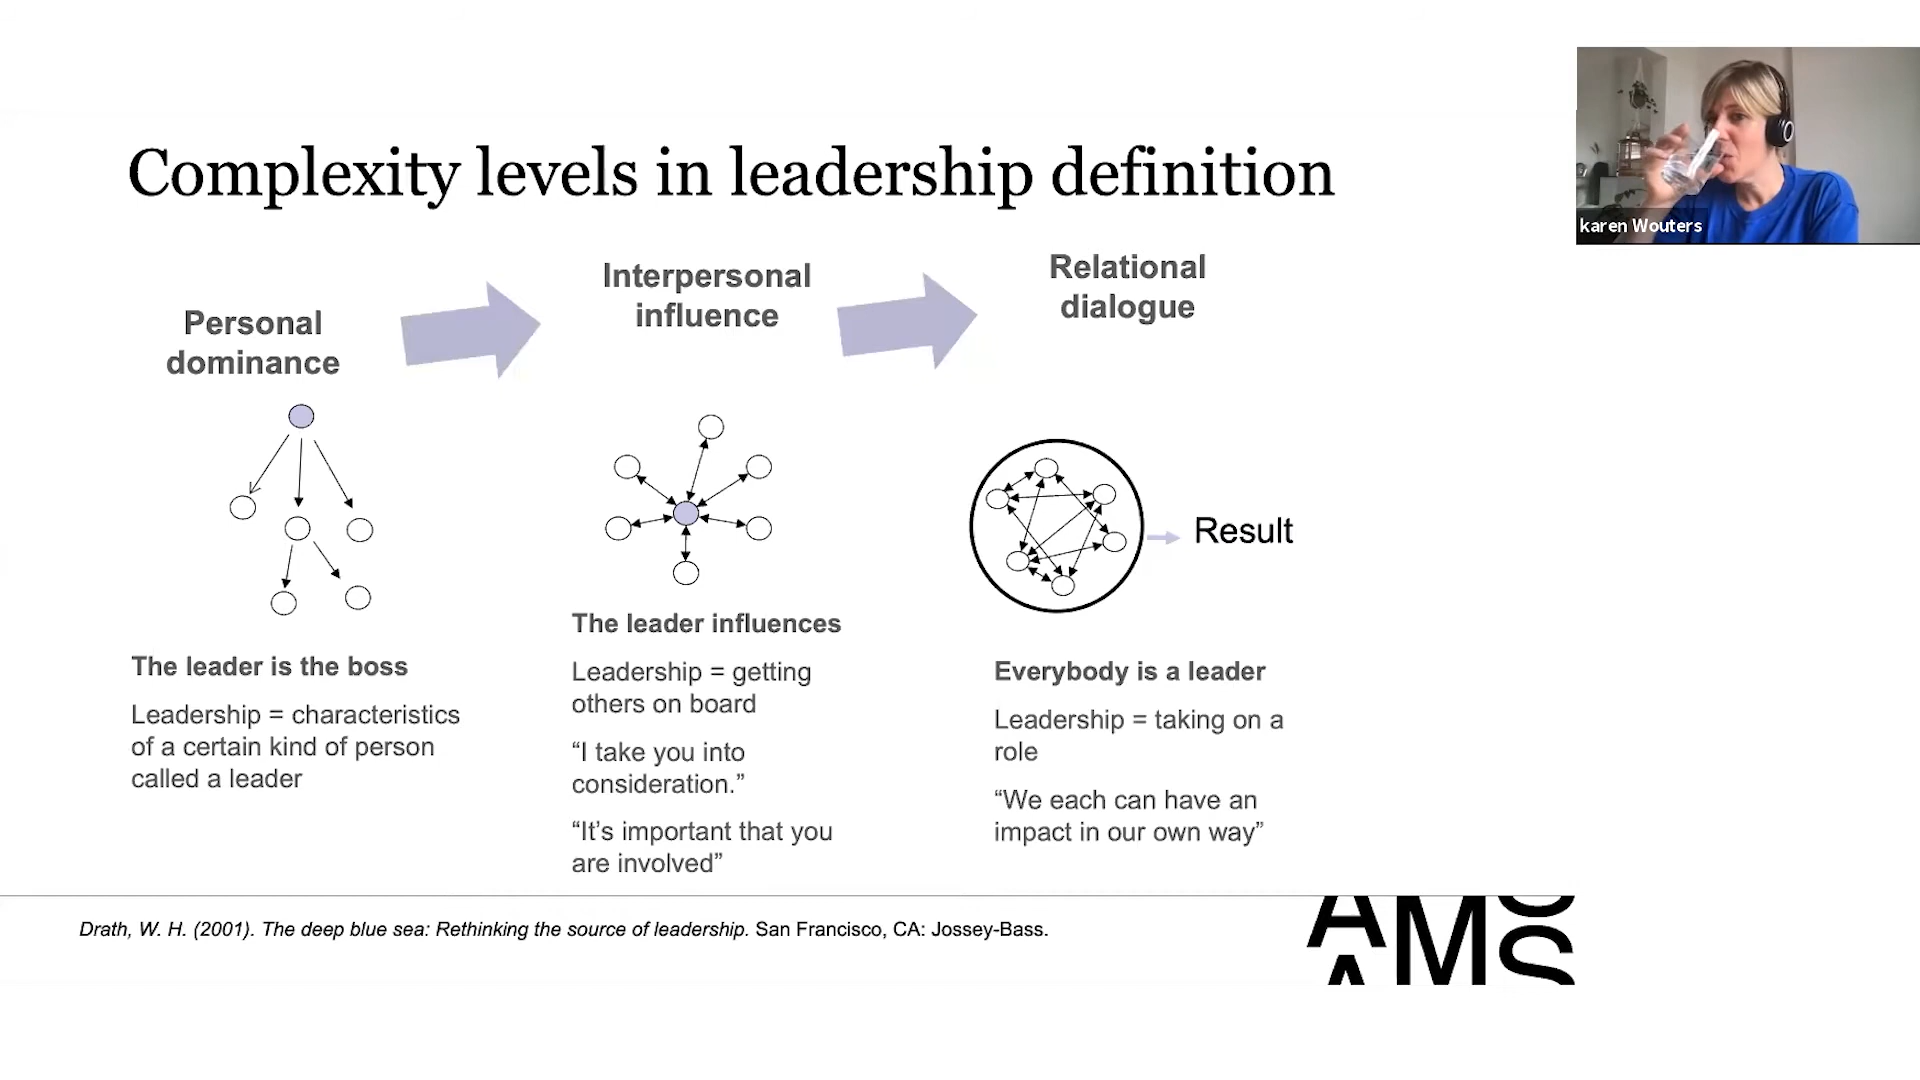 Complexity levels in leadership definition
karen Wouters
Personal
dominance
Interpersonal
influence
Relational
dialogue
Result
The leader is the boss
Leadership = characteristics
of a certain kind of person
called a leader
The leader influences
Leadership = getting
others on board
“I take you into
consideration.”
“It’s important that you
are involved”
Everybody is a leader
Leadership = taking on a
role
“We each can have an
impact in our own way”
Drath, W. H. (2001). The deep blue sea: Rethinking the source of leadership. San Francisco, CA: Jossey-Bass.
AMS